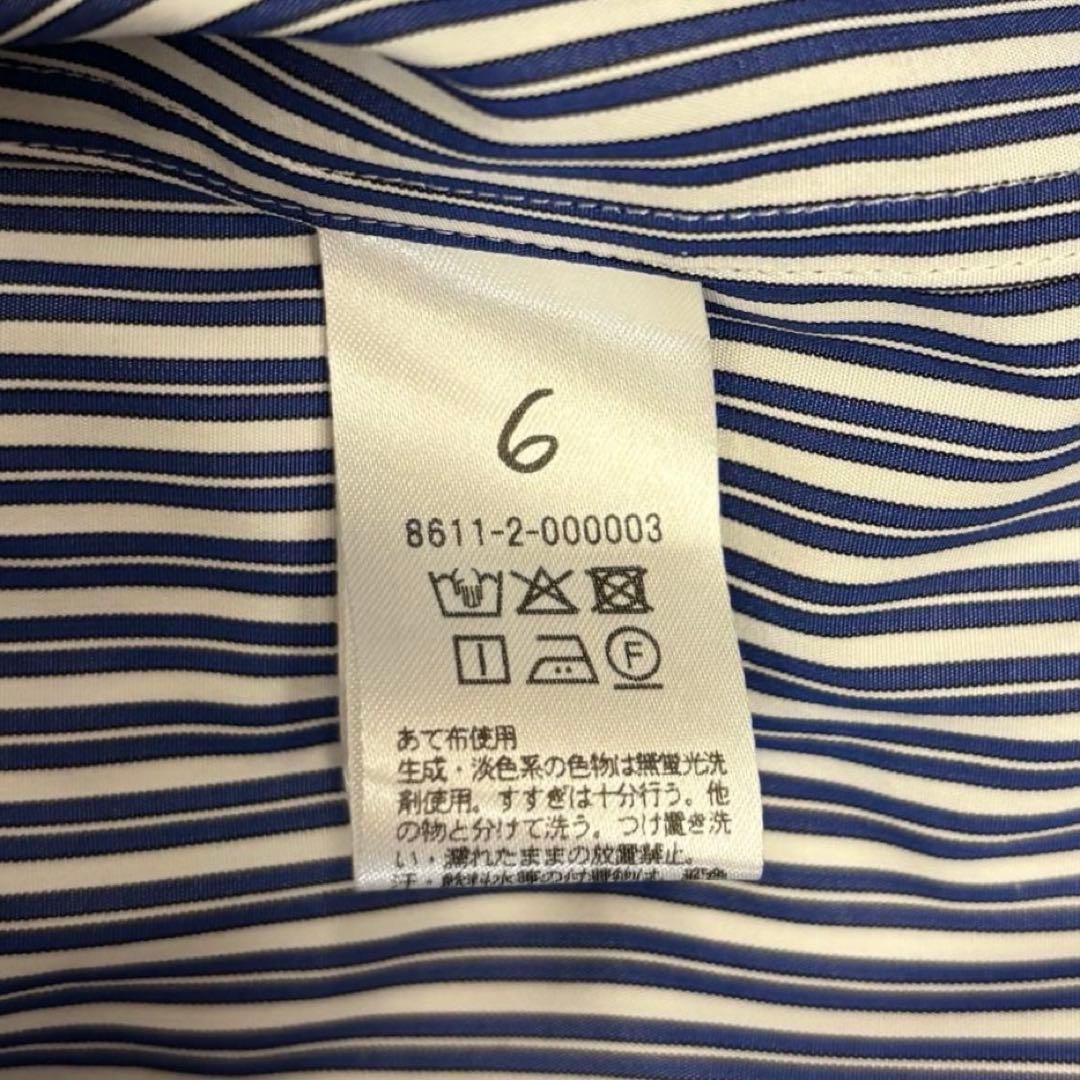 6
8611-2-000003
F
あて布使用
生成・淡色系の色物は無蛍光洗
剤使用。すすぎは十分行う。他
の物と分けて洗う。つけ置き洗
い・濡れたままの放置禁止。